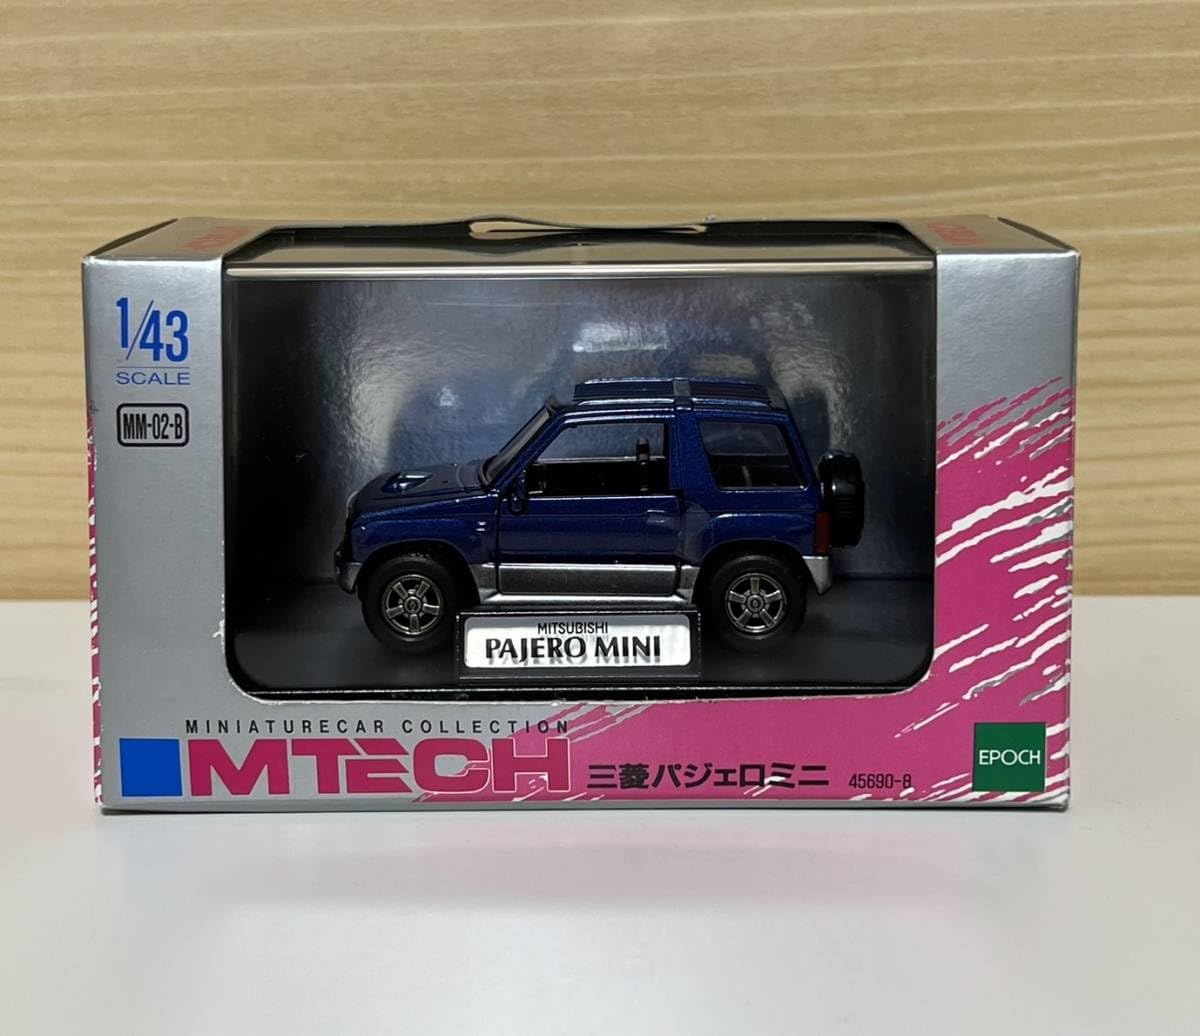 1/43
SCALE
MM-02-B
MITSUBISHI
PAJERO MINI
MINIATURECAR COLLECTION
MTECH
三菱パジェロミニ 45690-8
EPOCH